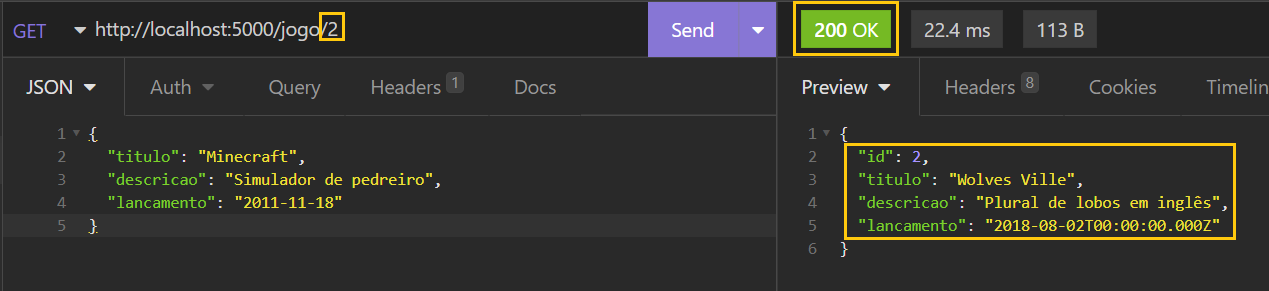 GET http://localhost:5000/jogo/2 Send 200 OK 22.4 ms 113 B
JSON Auth Query Headers 1 Docs
Preview Headers 8 Cookies Timelin
1 {
2 "titulo": "Minecraft",
3 "descricao": "Simulador de pedreiro",
4 "lancamento": "2011-11-18"
5 }
1 {
2 "id": 2,
3 "titulo": "Wolves Ville",
4 "descricao": "Plural de lobos em inglês",
5 "lancamento": "2018-08-02T00:00:00.000Z"
6 }